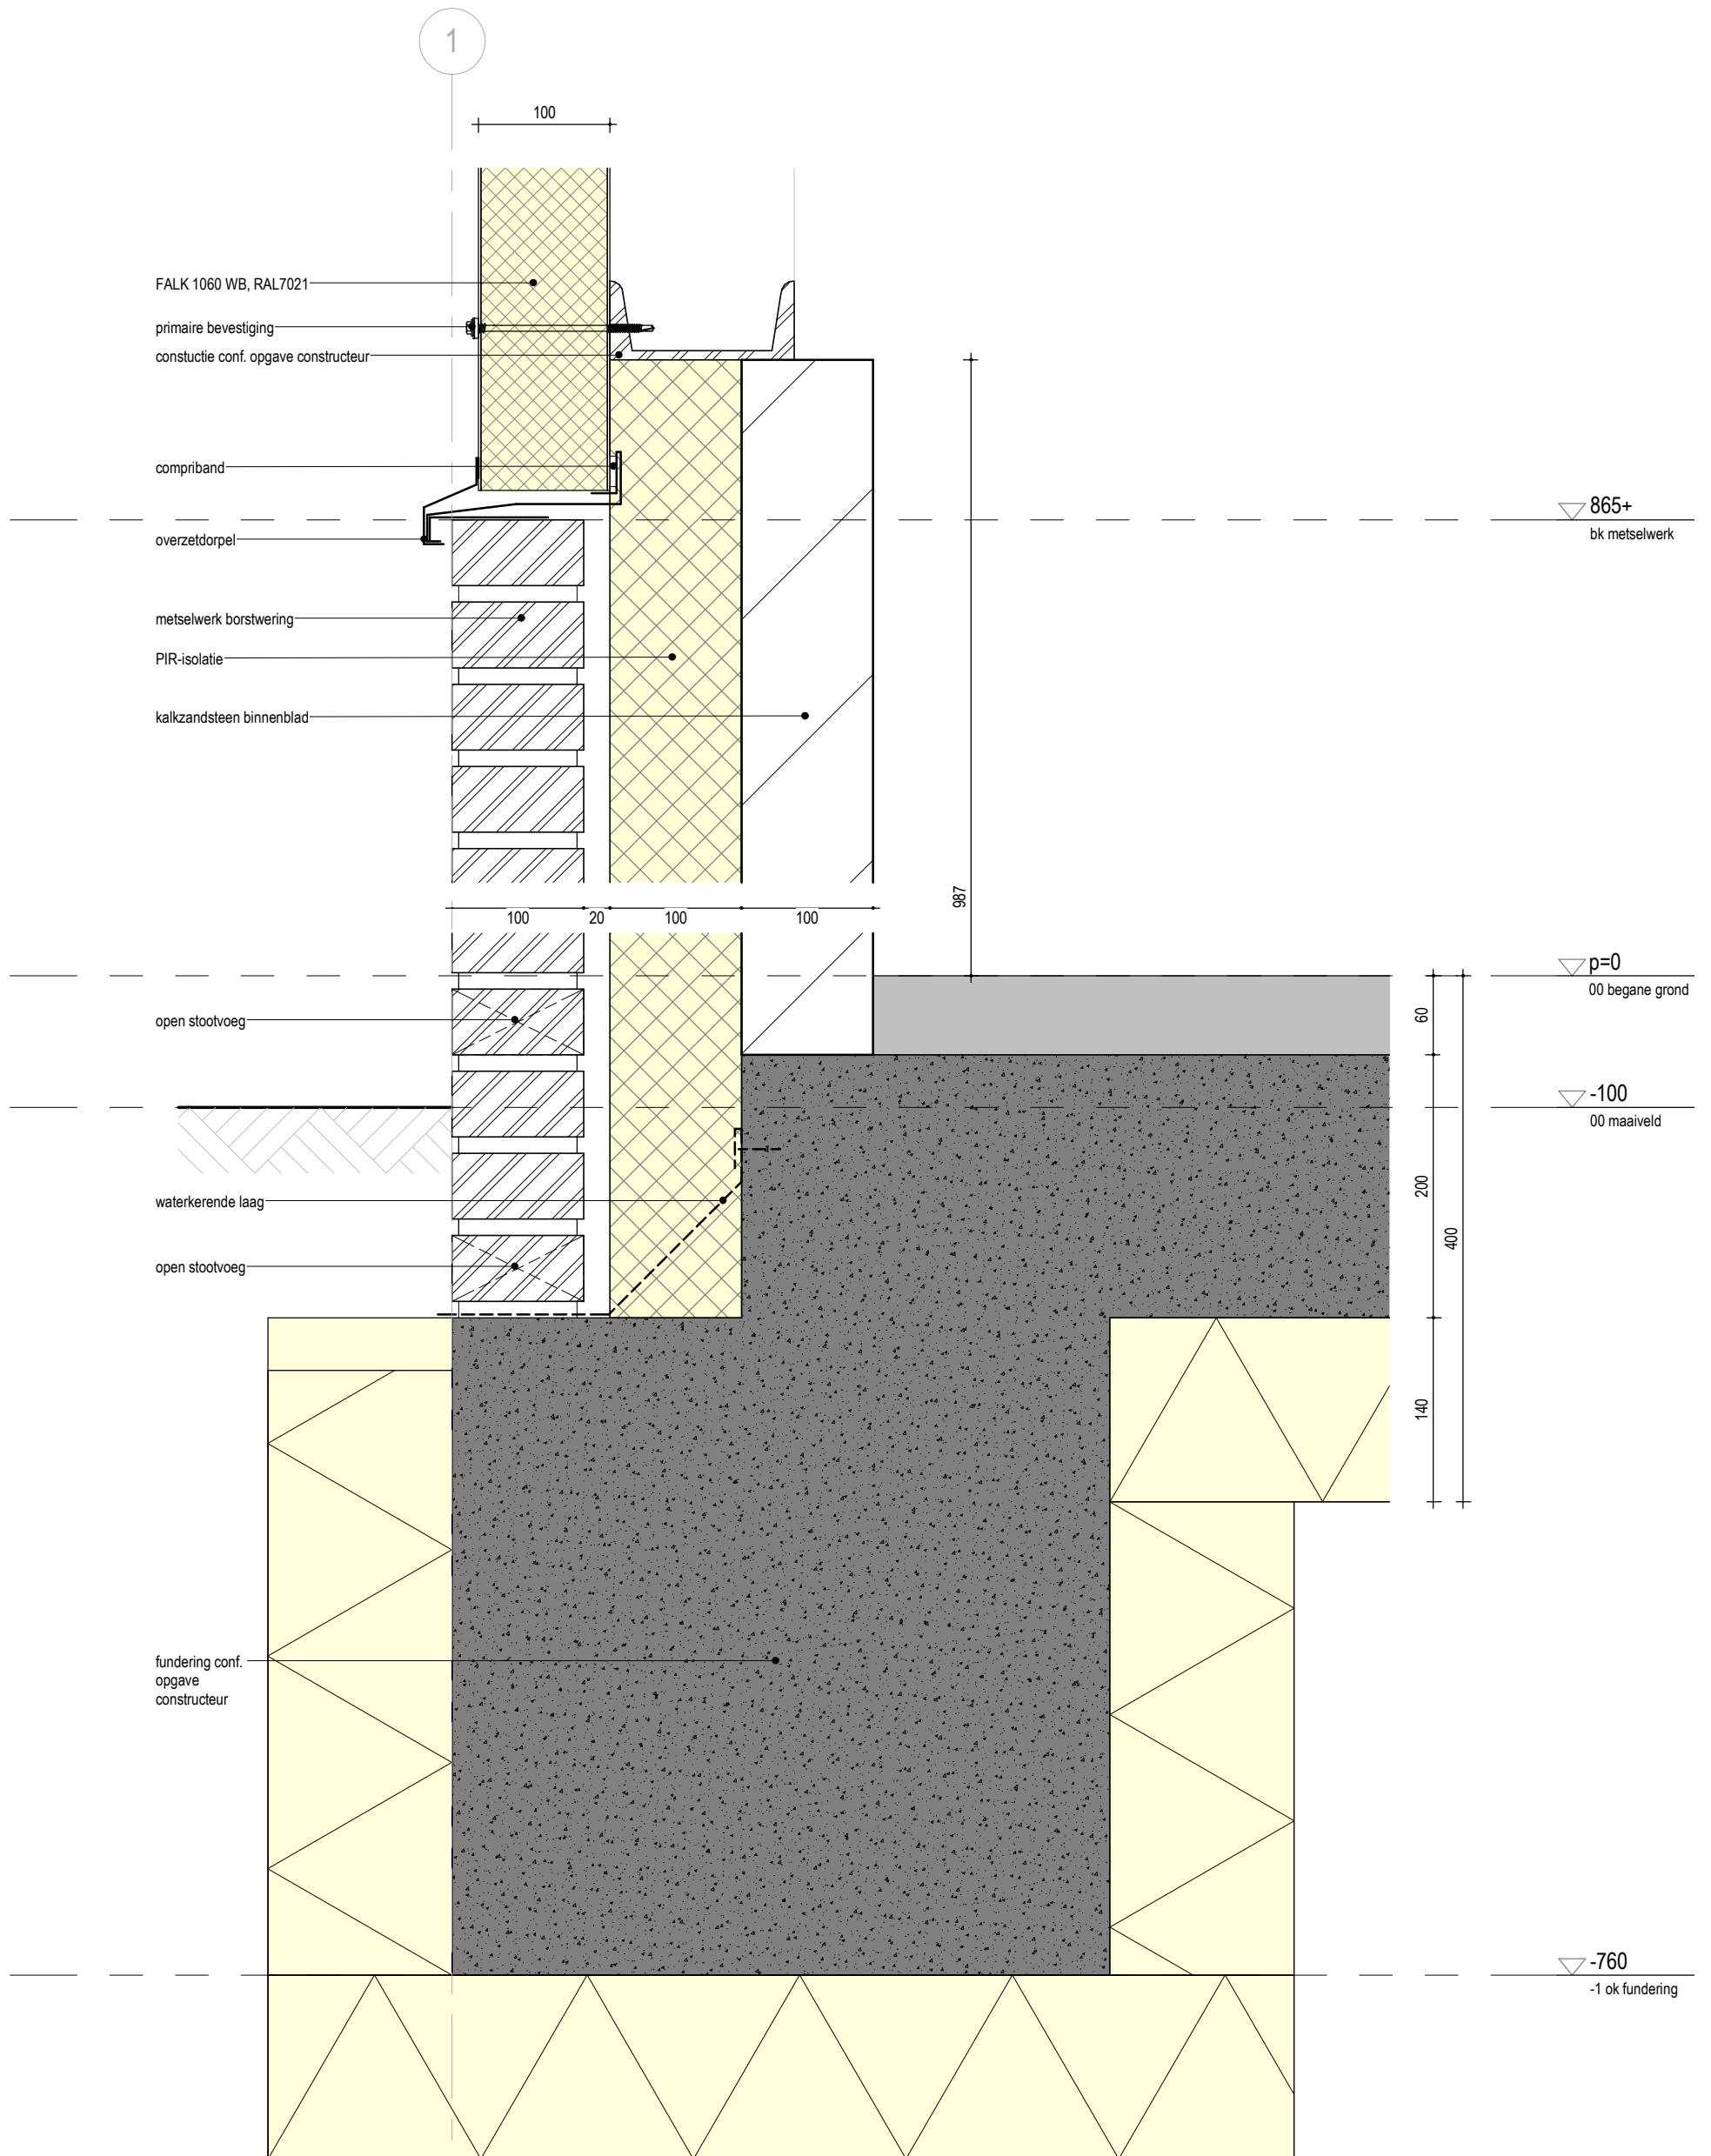 1
100
FALK 1060 WB, RAL7021
primaire bevestiging
constuctie conf. opgave constructeur
compriband
865+
bk metselwerk
overzetdorpel
metselwerk borstwering
PIR-isolatie
kalkzandsteen binnenblad
987
100
20
100
100
p=0
00 begane grond
60
open stootvoeg
-100
00 maaiveld
200
waterkerende laag
400
open stootvoeg
140
fundering conf.
opgave
constructeur
-760
-1 ok fundering